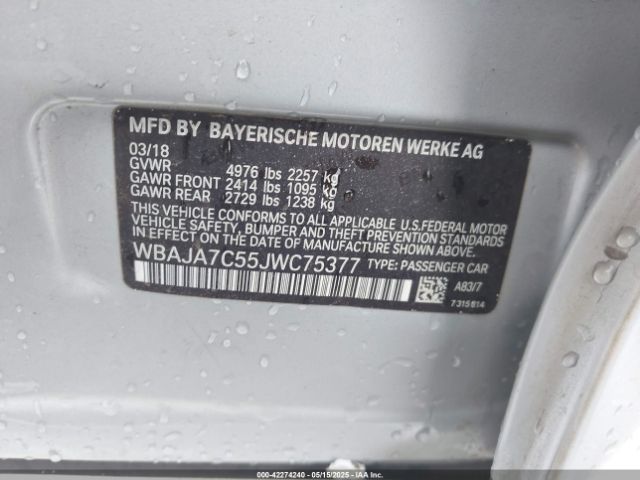 MFD BY BAYERISCHE MOTOREN WERKE AG
03/18
GVWR 4976 lbs 2257 kg
GAWR FRONT 2414 lbs 1095 kg
GAWR REAR 2729 lbs 1238 kg
THIS VEHICLE CONFORMS TO ALL APPLICABLE U.S.FEDERAL MOTOR
VEHICLE SAFETY, BUMPER AND THEFT PREVENTION STANDARDS
IN EFFECT ON THE DATE OF MANUFACTURE SHOWN ABOVE.
WBAJA7C55JWC75377 TYPE: PASSENGER CAR
A83/7
7315614
000-42274240 - 05/15/2025 - IAAI.COM